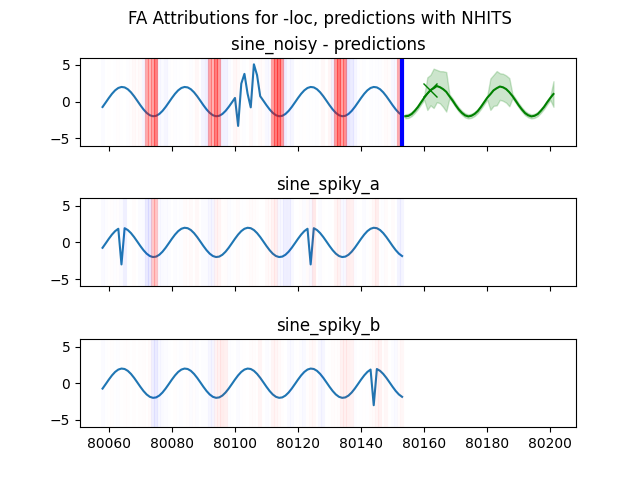 FA Attributions for -loc, predictions with NHITS
sine_noisy - predictions
5
0
−5
sine_spiky_a
5
0
−5
sine_spiky_b
5
0
−5
80060 80080 80100 80120 80140 80160 80180 80200